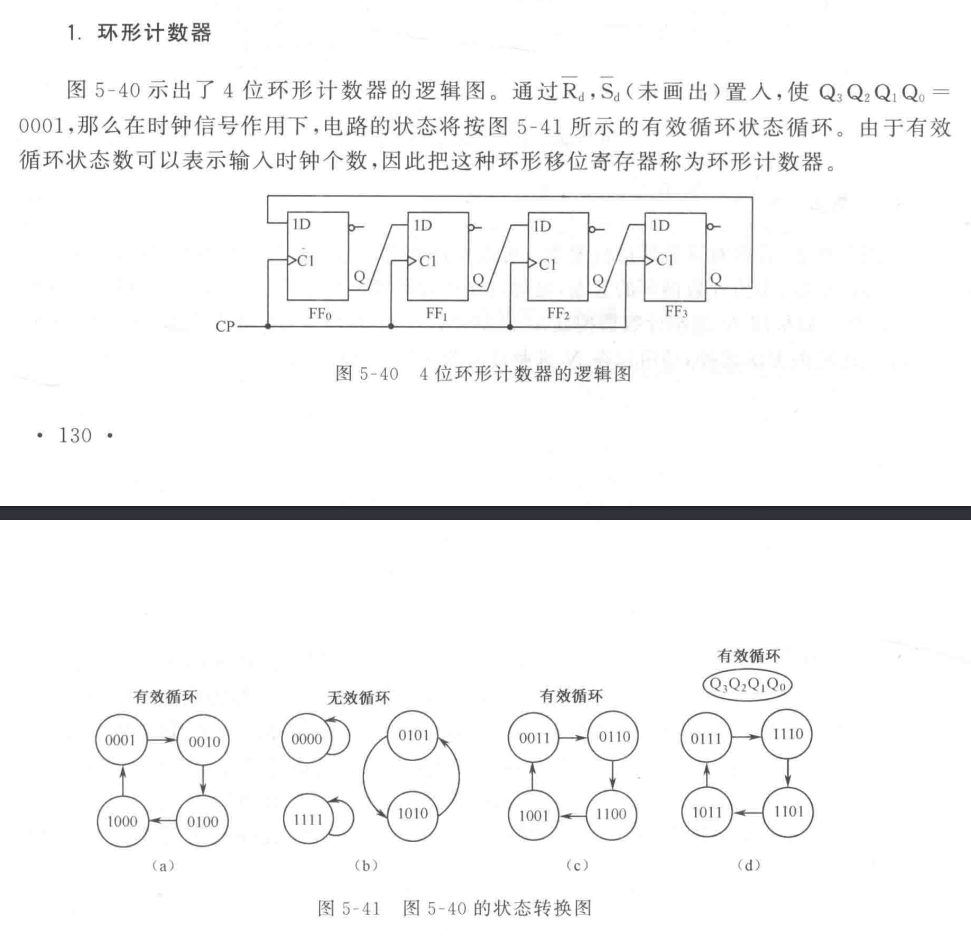 1. 环形计数器
图 5-40 示出了 4 位环形计数器的逻辑图。通过R̅d,S̅d(未画出)置入,使 Q₃Q₂Q₁Q₀=
0001,那么在时钟信号作用下,电路的状态将按图 5-41 所示的有效循环状态循环。由于有效
循环状态数可以表示输入时钟个数,因此把这种环形移位寄存器称为环形计数器。
1D 1D 1D 1D
C1 C1 C1 C1
Q Q Q Q
FF₀ FF₁ FF₂ FF₃
CP
图 5-40 4 位环形计数器的逻辑图
· 130 ·
有效循环
Q₃Q₂Q₁Q₀
有效循环 无效循环 有效循环
0001 0010 0000 0101 0011 0110 0111 1110
1000 0100 1111 1010 1001 1100 1011 1101
(a) (b) (c) (d)
图 5-41 图 5-40 的状态转换图